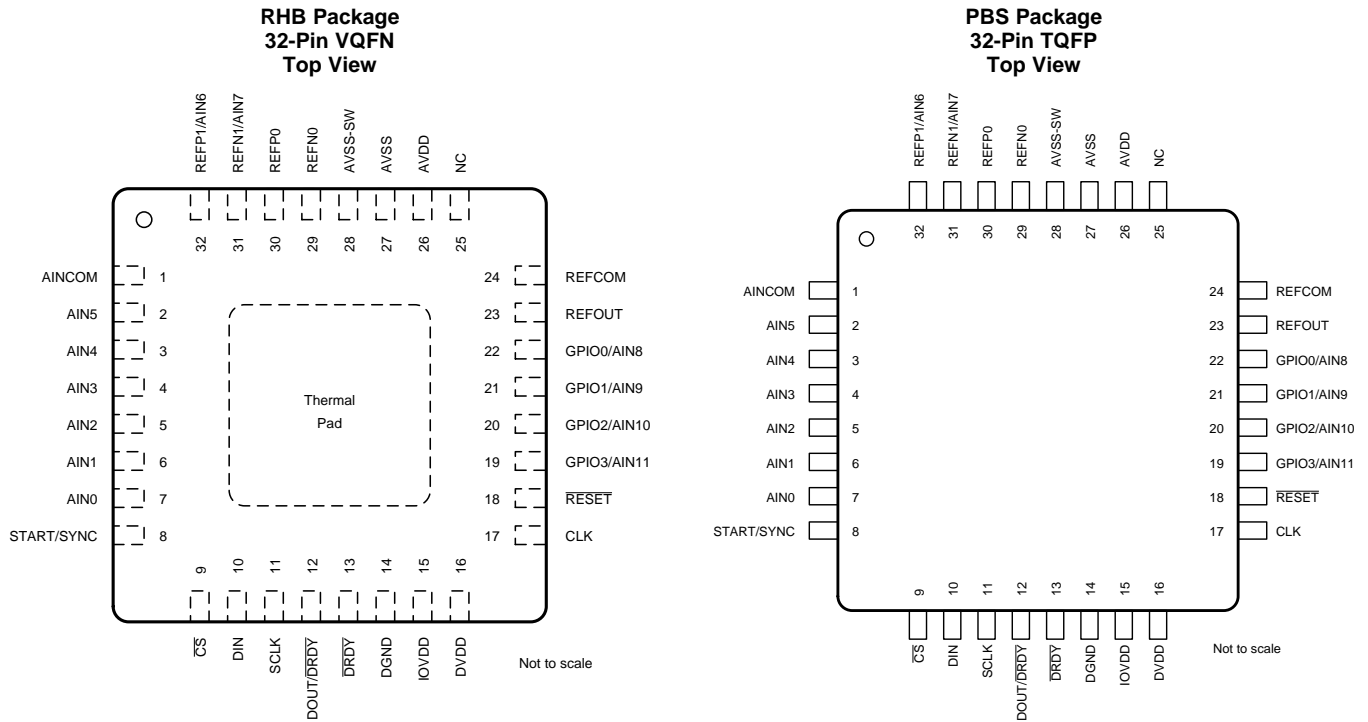 RHB Package
32-Pin VQFN
Top View
REFP1/AIN6
REFN1/AIN7
REFP0
REFN0
AVSS-SW
AVSS
AVDD
NC
32
31
30
29
28
27
26
25
AINCOM 1
AIN5 2
AIN4 3
AIN3 4
AIN2 5
AIN1 6
AIN0 7
START/SYNC 8
Thermal
Pad
24 REFCOM
23 REFOUT
22 GPIO0/AIN8
21 GPIO1/AIN9
20 GPIO2/AIN10
19 GPIO3/AIN11
18 RESET
17 CLK
9
10
11
12
13
14
15
16
CS
DIN
SCLK
DOUT/DRDY
DRDY
DGND
IOVDD
DVDD
Not to scale
PBS Package
32-Pin TQFP
Top View
REFP1/AIN6
REFN1/AIN7
REFP0
REFN0
AVSS-SW
AVSS
AVDD
NC
32
31
30
29
28
27
26
25
AINCOM 1
AIN5 2
AIN4 3
AIN3 4
AIN2 5
AIN1 6
AIN0 7
START/SYNC 8
24 REFCOM
23 REFOUT
22 GPIO0/AIN8
21 GPIO1/AIN9
20 GPIO2/AIN10
19 GPIO3/AIN11
18 RESET
17 CLK
9
10
11
12
13
14
15
16
CS
DIN
SCLK
DOUT/DRDY
DRDY
DGND
IOVDD
DVDD
Not to scale